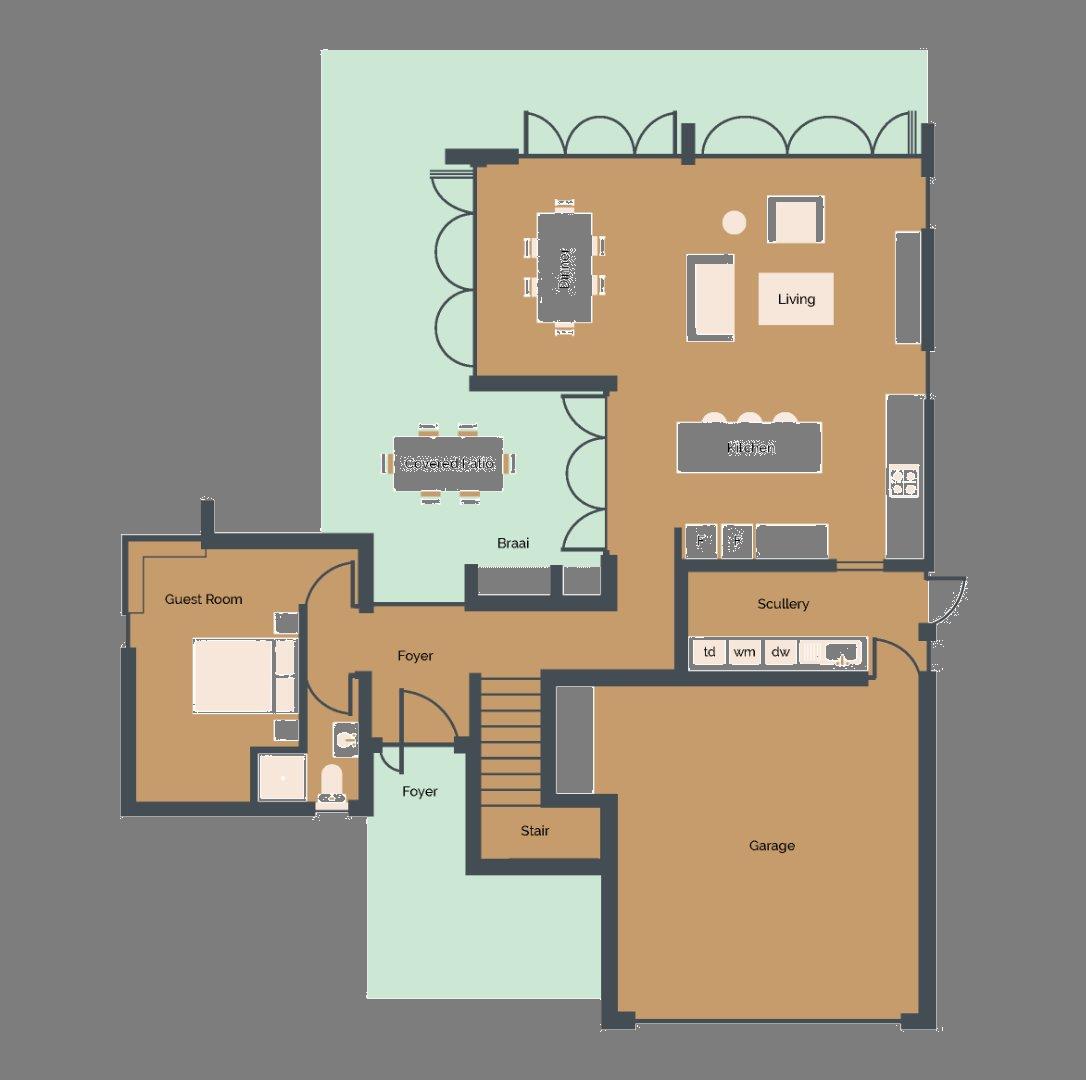 Dinner
Living
Kitchen
Covered Patio
Braai
F
F
Guest Room
Scullery
Foyer
td
wm
dw
Foyer
Stair
Garage